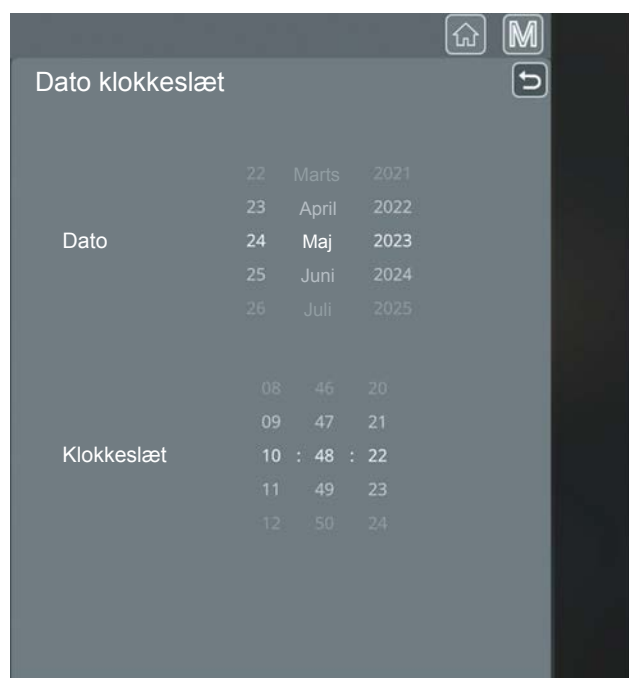 M
Dato klokkeslæt
22 Marts 2021
23 April 2022
Dato 24 Maj 2023
25 Juni 2024
26 Juli 2025
08 46 20
09 47 21
Klokkeslæt 10 : 48 : 22
11 49 23
12 50 24